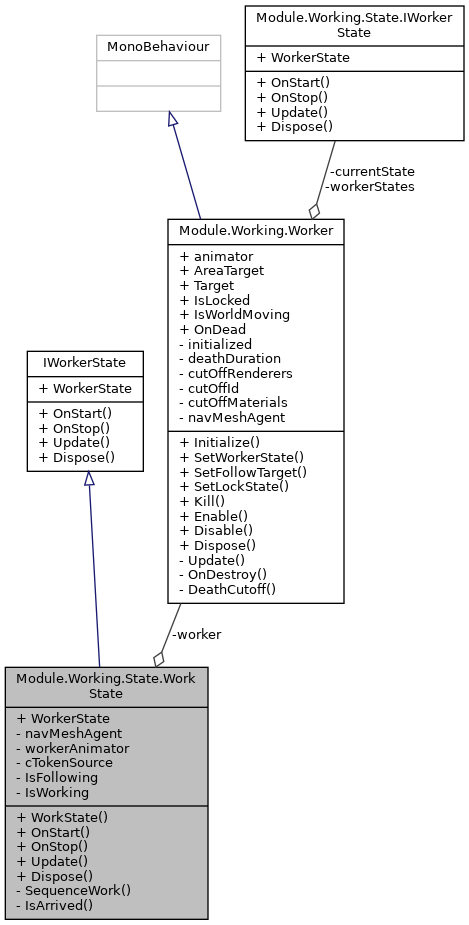 Module.Working.State.IWorker
State
+ WorkerState
+ OnStart()
+ OnStop()
+ Update()
+ Dispose()
MonoBehaviour
-currentState
-workerStates
Module.Working.Worker
+ animator
+ AreaTarget
+ Target
+ IsLocked
+ IsWorldMoving
+ OnDead
- initialized
- deathDuration
- cutOffRenderers
- cutOffId
- cutOffMaterials
- navMeshAgent
+ Initialize()
+ SetWorkerState()
+ SetFollowTarget()
+ SetLockState()
+ Kill()
+ Enable()
+ Disable()
+ Dispose()
- Update()
- OnDestroy()
- DeathCutoff()
IWorkerState
+ WorkerState
+ OnStart()
+ OnStop()
+ Update()
+ Dispose()
-worker
Module.Working.State.Work
State
+ WorkerState
- navMeshAgent
- workerAnimator
- cTokenSource
- IsFollowing
- IsWorking
+ WorkState()
+ OnStart()
+ OnStop()
+ Update()
+ Dispose()
- SequenceWork()
- IsArrived()